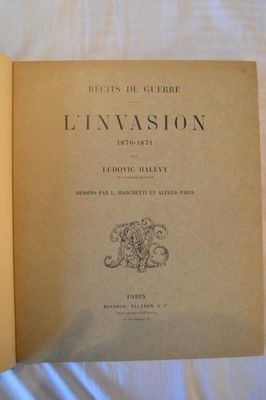 RÉCITS DE GUERRE
L'INVASION
1870-1871
PAR
LUDOVIC HALÉVY
DESSINS PAR L. MARCHETTI ET ALFRED PARIS
PARIS
BOUSSOD, VALADON & Cie